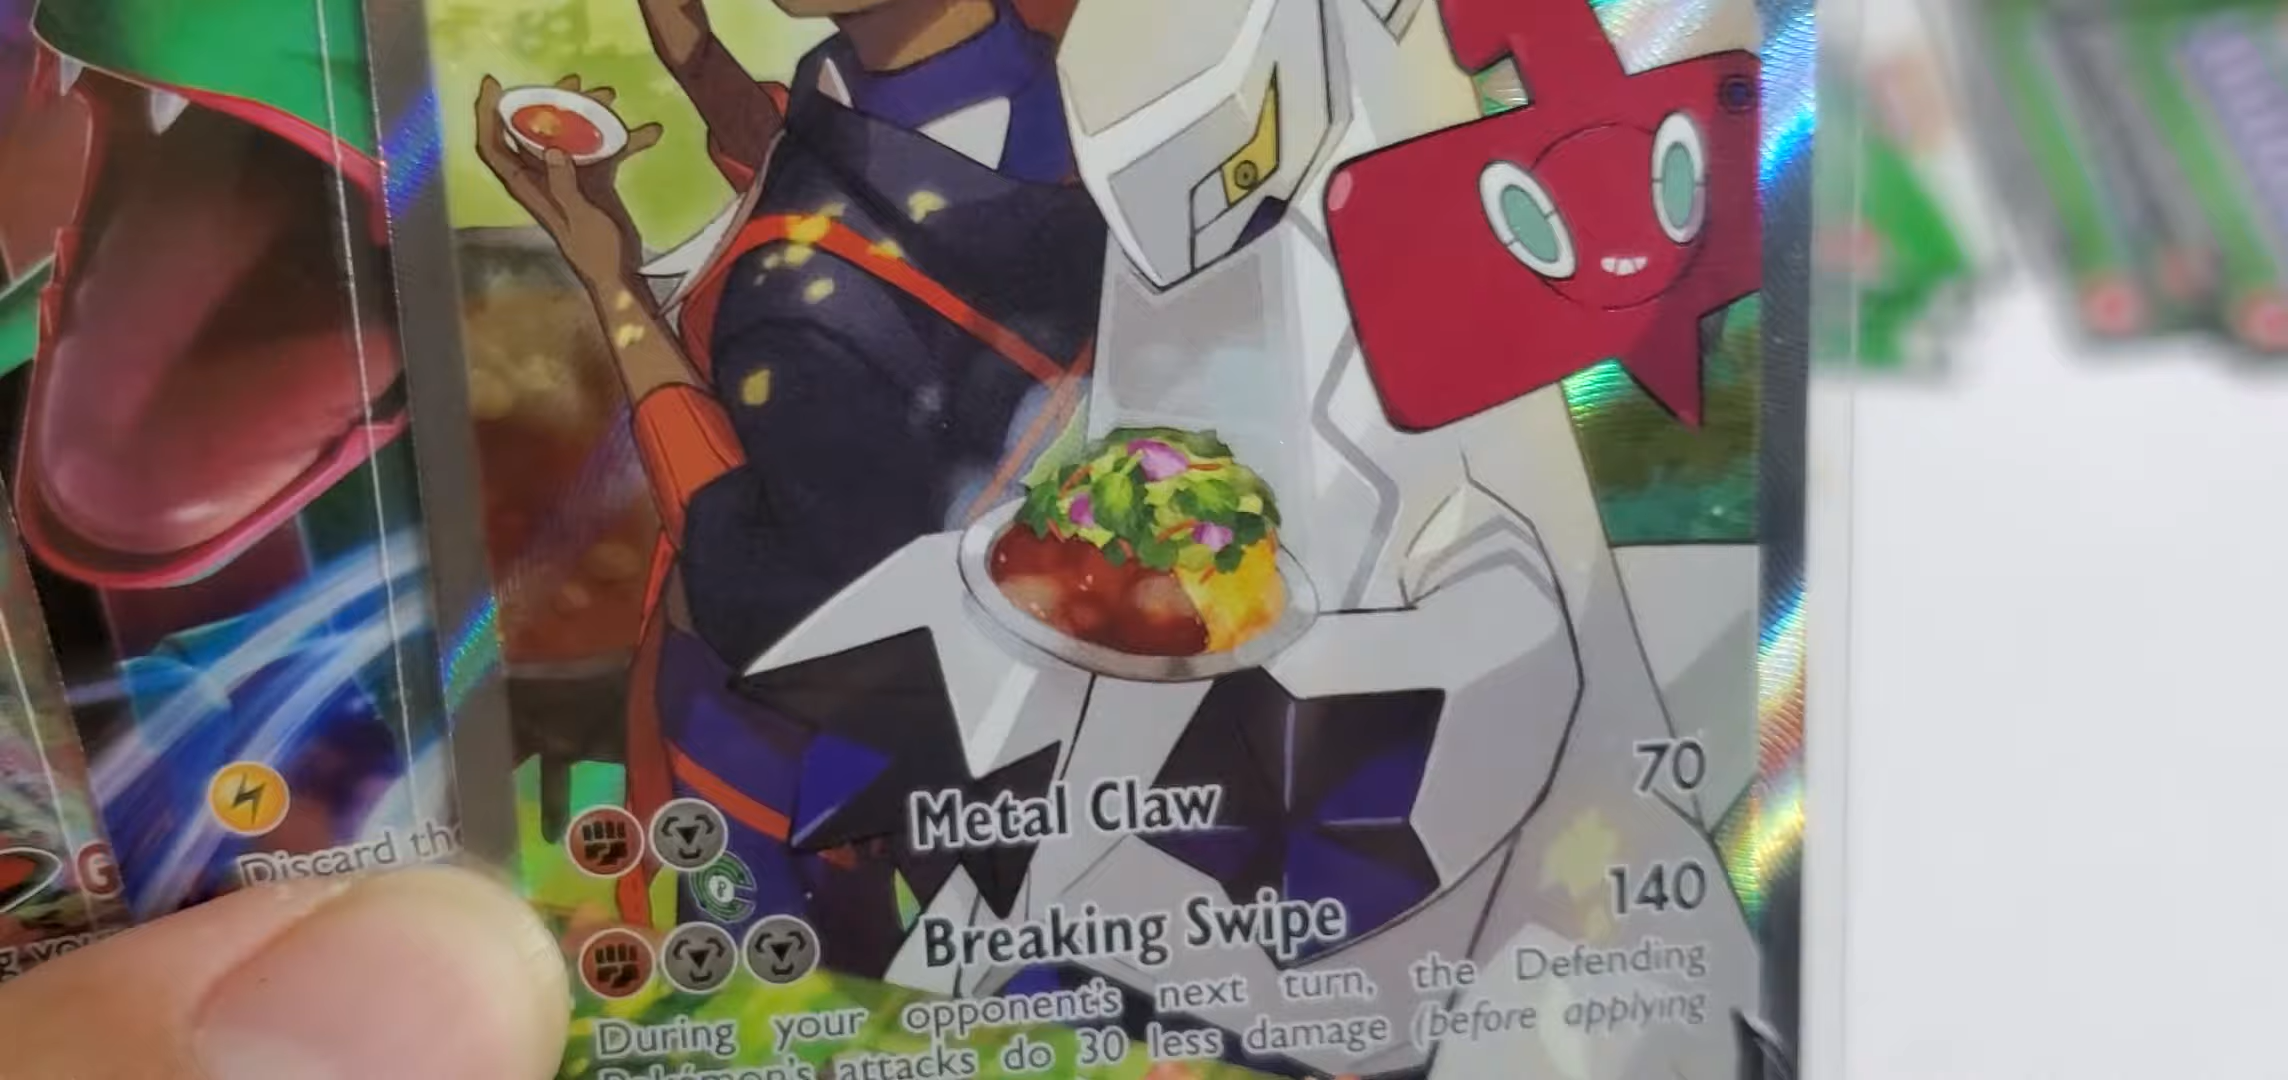 Metal Claw 70
Breaking Swipe 140
During your opponent's next turn, the Defending
Pokémon's attacks do 30 less damage (before applying
Discard the
G